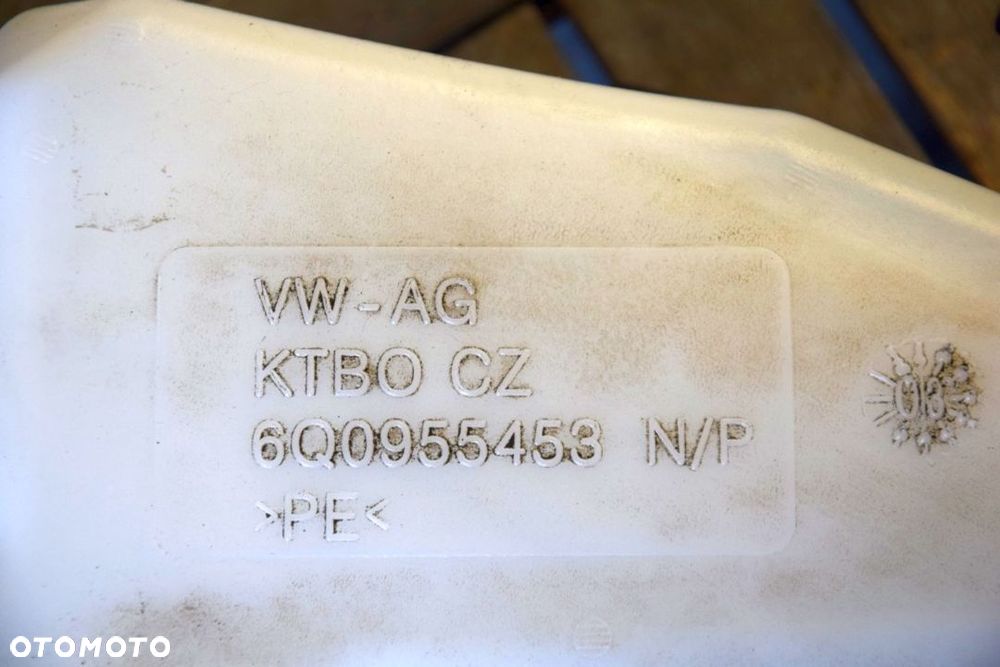 VW-AG
KTBO CZ
6Q0955453 N/P
>PE<
03
OTOMOTO